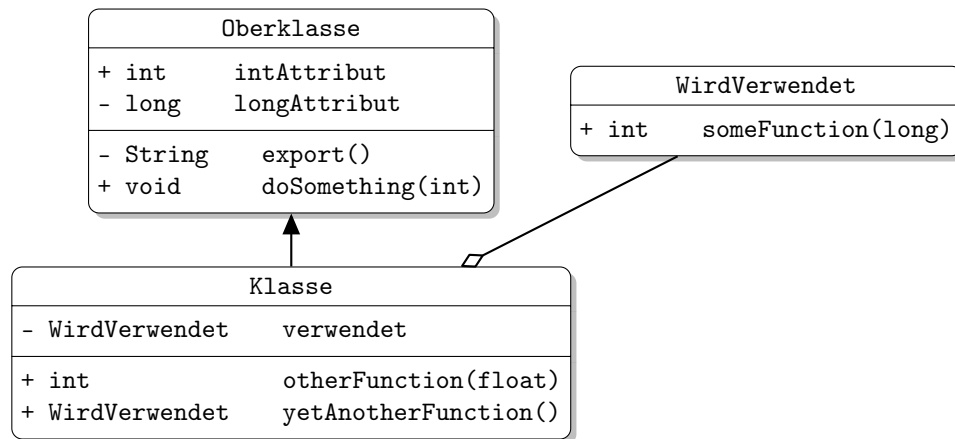 Oberklasse
+ int intAttribut
- long longAttribut
- String export()
+ void doSomething(int)
WirdVerwendet
+ int someFunction(long)
Klasse
- WirdVerwendet verwendet
+ int otherFunction(float)
+ WirdVerwendet yetAnotherFunction()